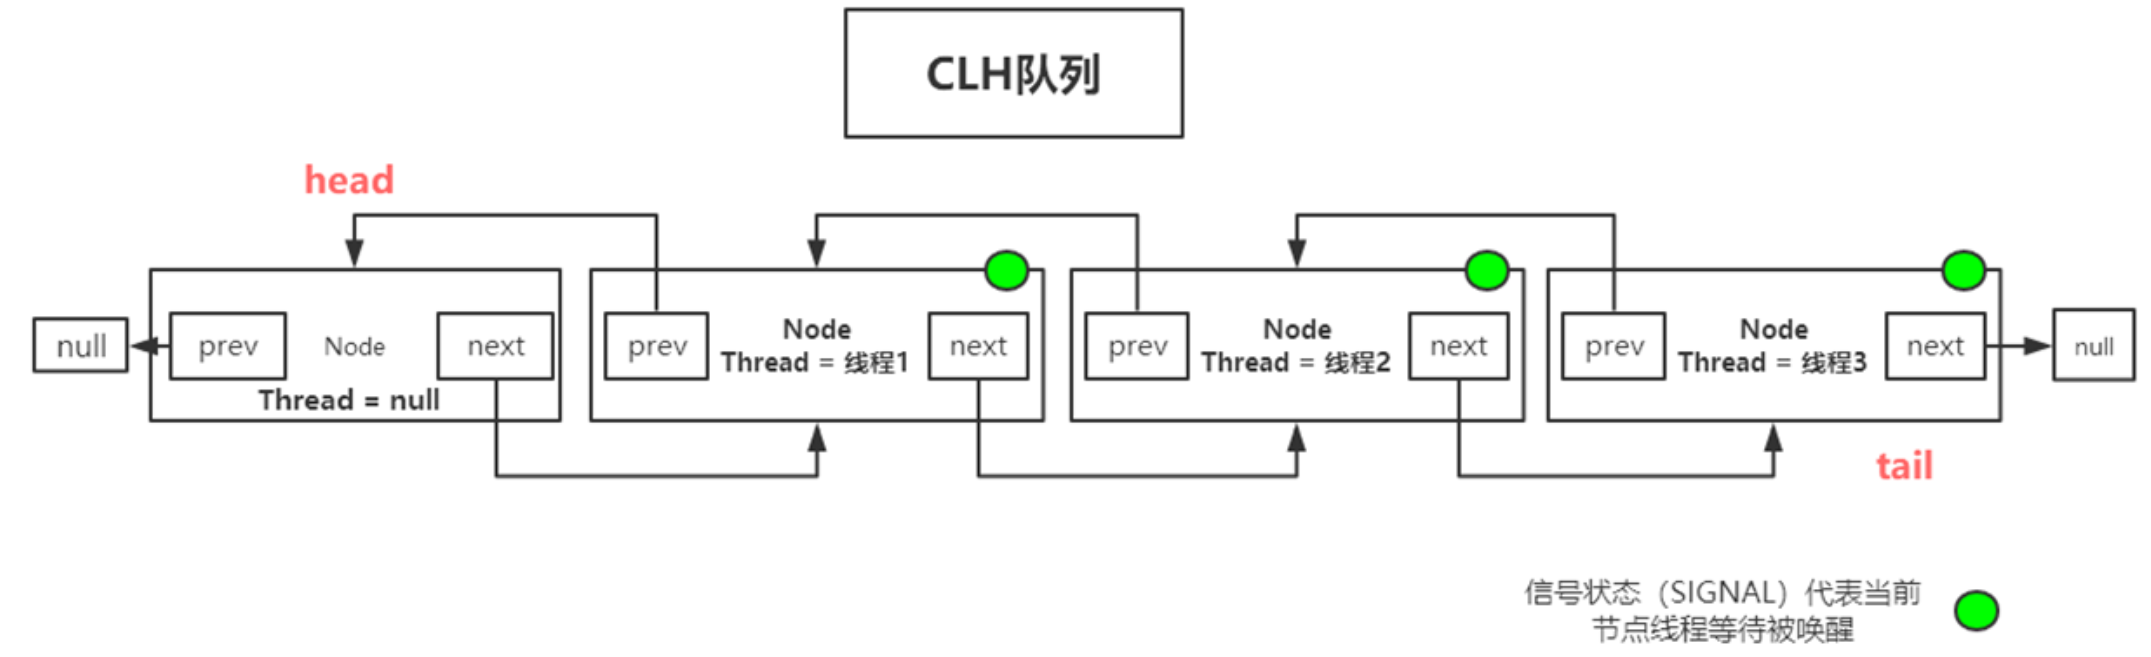 CLH队列
head
null
prev
Node
next
Thread = null
prev
Node
Thread = 线程1
next
prev
Node
Thread = 线程2
next
prev
Node
Thread = 线程3
next
null
tail
信号状态（SIGNAL）代表当前
节点线程等待被唤醒